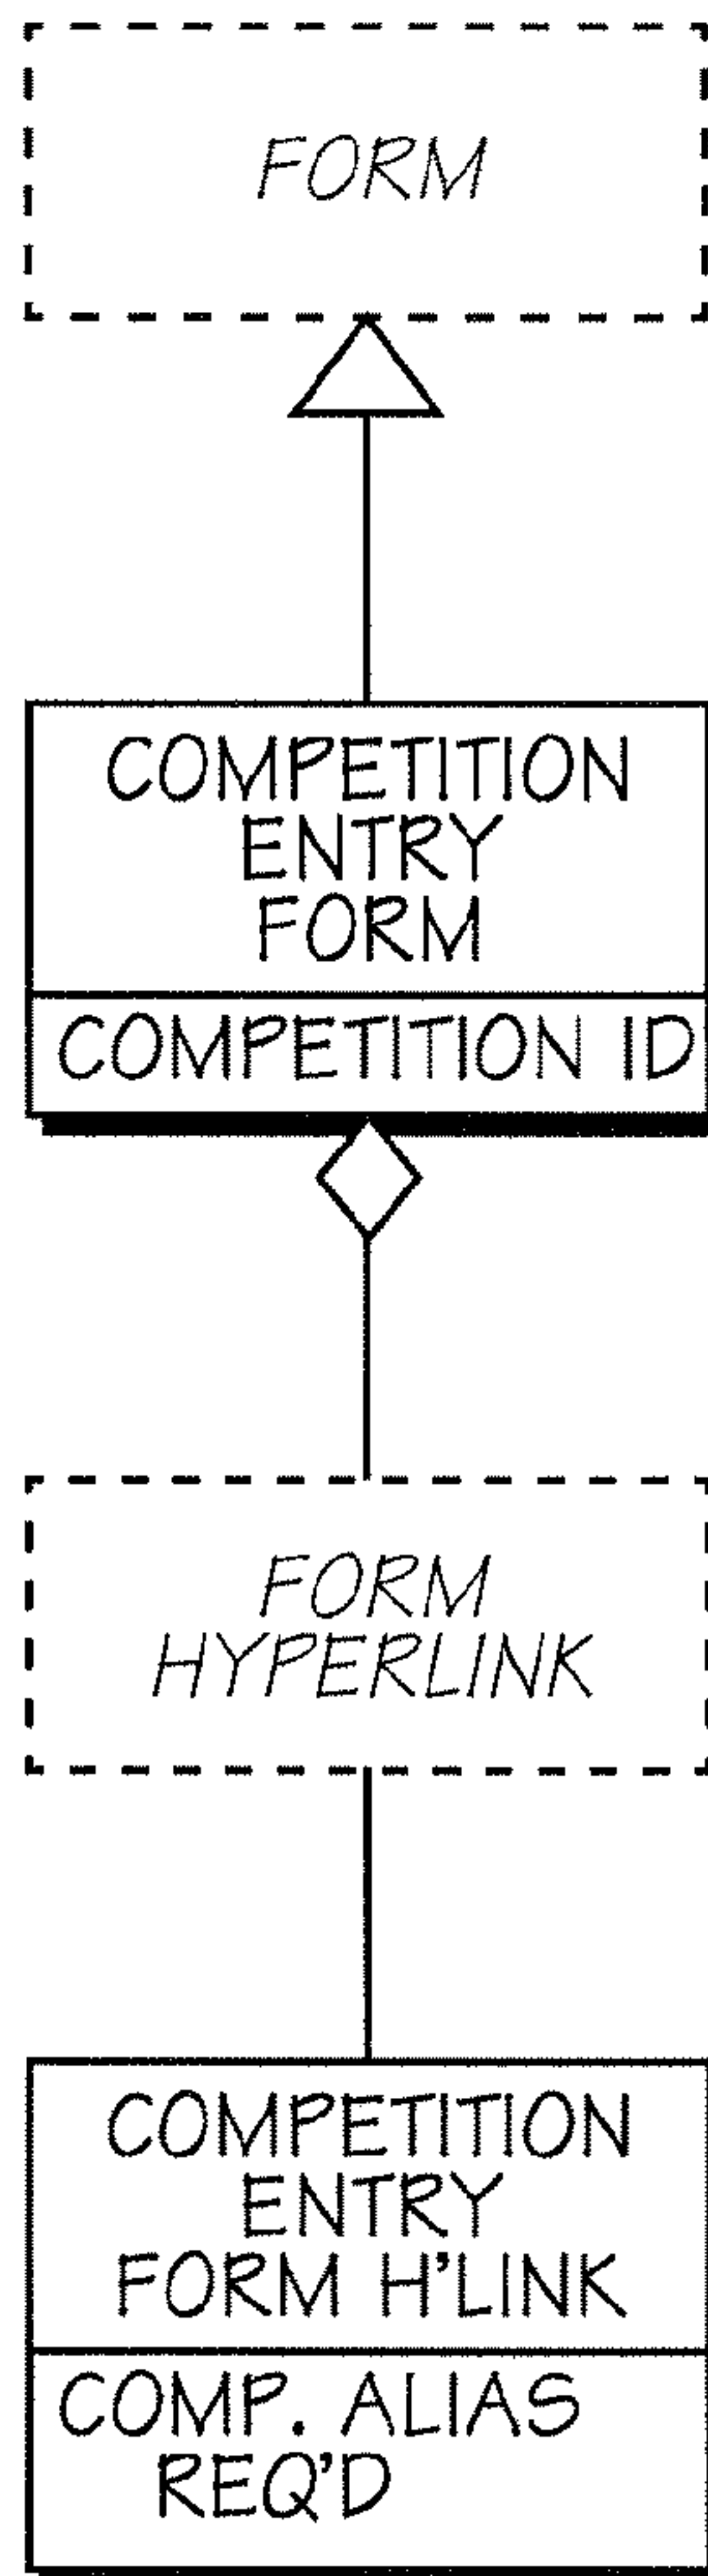 FORM
COMPETITION
ENTRY
FORM
COMPETITION ID
FORM
HYPERLINK
COMPETITION
ENTRY
FORM H'LINK
COMP. ALIAS
REQ'D